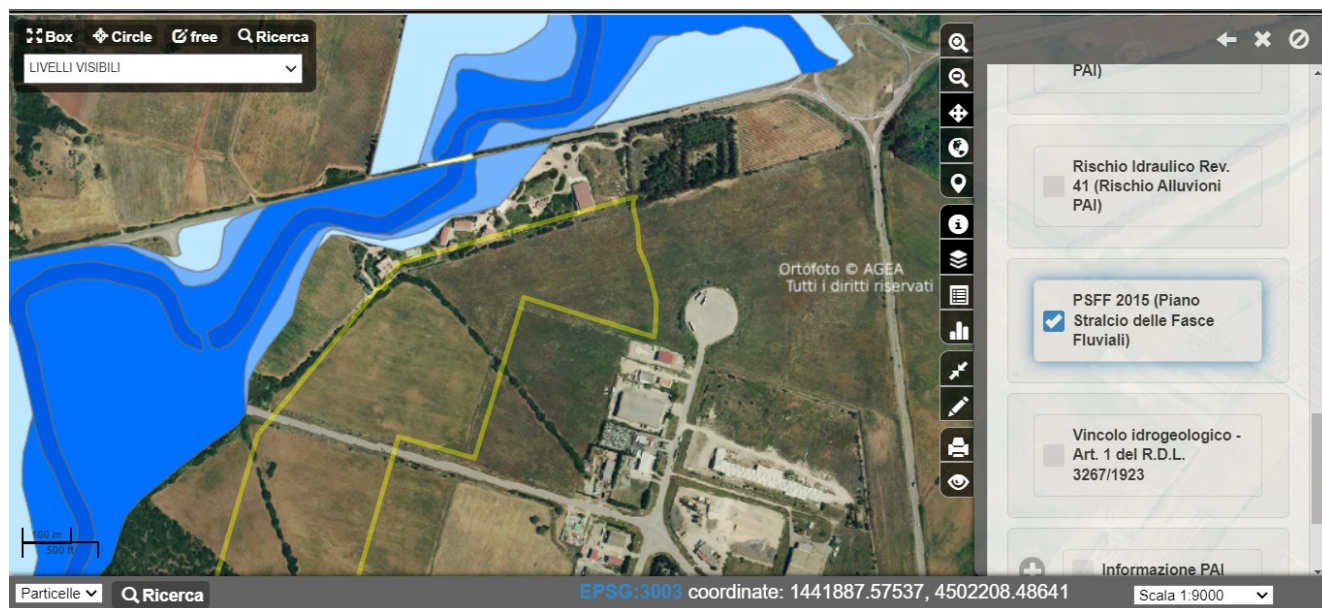 Box Circle free Ricerca
LIVELLI VISIBILI
PAI)
Rischio Idraulico Rev.
41 (Rischio Alluvioni
PAI)
Ortofoto © AGEA
Tutti i diritti riservati
PSFF 2015 (Piano
Stralcio delle Fasce
Fluviali)
Vincolo idrogeologico -
Art. 1 del R.D.L.
3267/1923
100 m
500 ft
Informazione PAI
Particelle Ricerca EPSG:3003 coordinate: 1441887.57537, 4502208.48641 Scala 1:9000